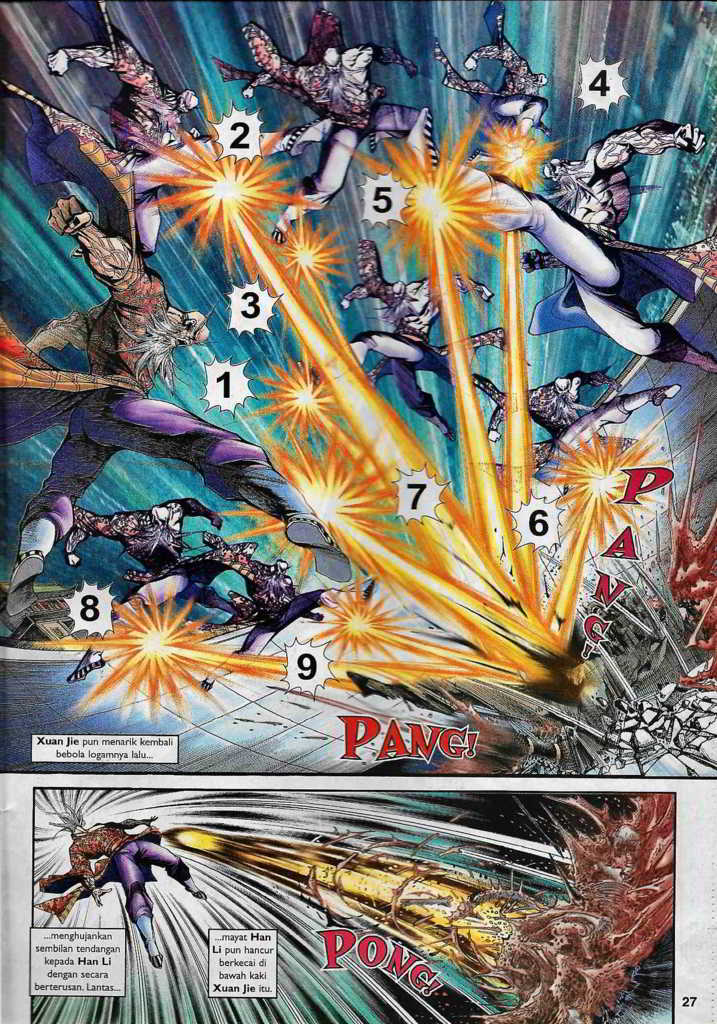 4
2
5
3
1
7
6
PANG
8
9
PANG!
Xuan Jie pun menarik kembali
bebola logamnya lalu...
...menghujankan
sembilan tendangan
kepada Han Li
dengan secara
berterusan. Lantas...
...mayat Han
Li pun hancur
berkecai di
bawah kaki
Xuan Jie itu.
PONG!
27